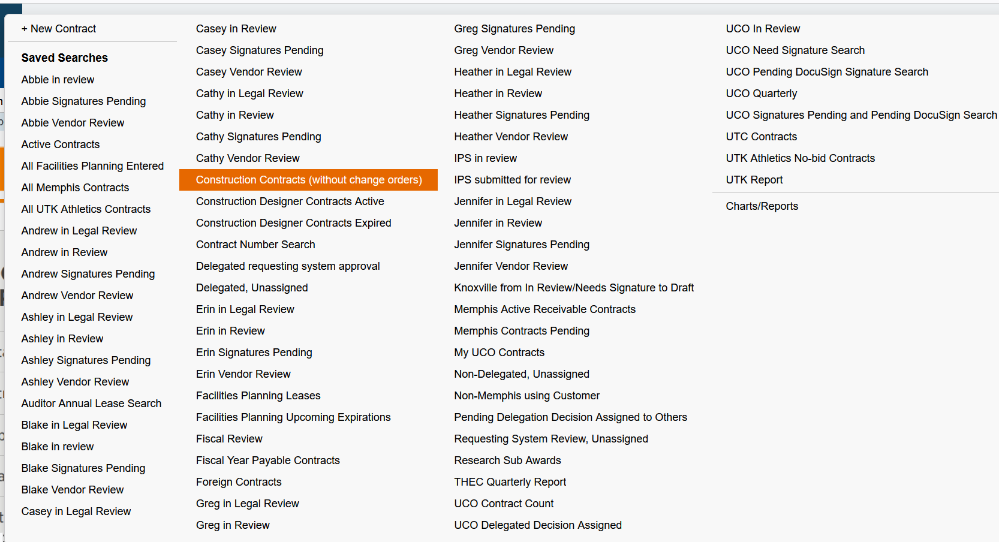 + New Contract
Saved Searches
Abbie in review
Abbie Signatures Pending
Abbie Vendor Review
Active Contracts
All Facilities Planning Entered
All Memphis Contracts
All UTK Athletics Contracts
Andrew in Legal Review
Andrew in Review
Andrew Signatures Pending
Andrew Vendor Review
Ashley in Legal Review
Ashley in Review
Ashley Signatures Pending
Ashley Vendor Review
Auditor Annual Lease Search
Blake in Legal Review
Blake in review
Blake Signatures Pending
Blake Vendor Review
Casey in Legal Review
Casey in Review
Casey Signatures Pending
Casey Vendor Review
Cathy in Legal Review
Cathy in Review
Cathy Signatures Pending
Cathy Vendor Review
Construction Contracts (without change orders)
Construction Designer Contracts Active
Construction Designer Contracts Expired
Contract Number Search
Delegated requesting system approval
Delegated, Unassigned
Erin in Legal Review
Erin in Review
Erin Signatures Pending
Erin Vendor Review
Facilities Planning Leases
Facilities Planning Upcoming Expirations
Fiscal Review
Fiscal Year Payable Contracts
Foreign Contracts
Greg in Legal Review
Greg in Review
Greg Signatures Pending
Greg Vendor Review
Heather in Legal Review
Heather in Review
Heather Signatures Pending
Heather Vendor Review
IPS in review
IPS submitted for review
Jennifer in Legal Review
Jennifer in Review
Jennifer Signatures Pending
Jennifer Vendor Review
Knoxville from In Review/Needs Signature to Draft
Memphis Active Receivable Contracts
Memphis Contracts Pending
My UCO Contracts
Non-Delegated, Unassigned
Non-Memphis using Customer
Pending Delegation Decision Assigned to Others
Requesting System Review, Unassigned
Research Sub Awards
THEC Quarterly Report
UCO Contract Count
UCO Delegated Decision Assigned
UCO In Review
UCO Need Signature Search
UCO Pending DocuSign Signature Search
UCO Quarterly
UCO Signatures Pending and Pending DocuSign Search
UTC Contracts
UTK Athletics No-bid Contracts
UTK Report
Charts/Reports